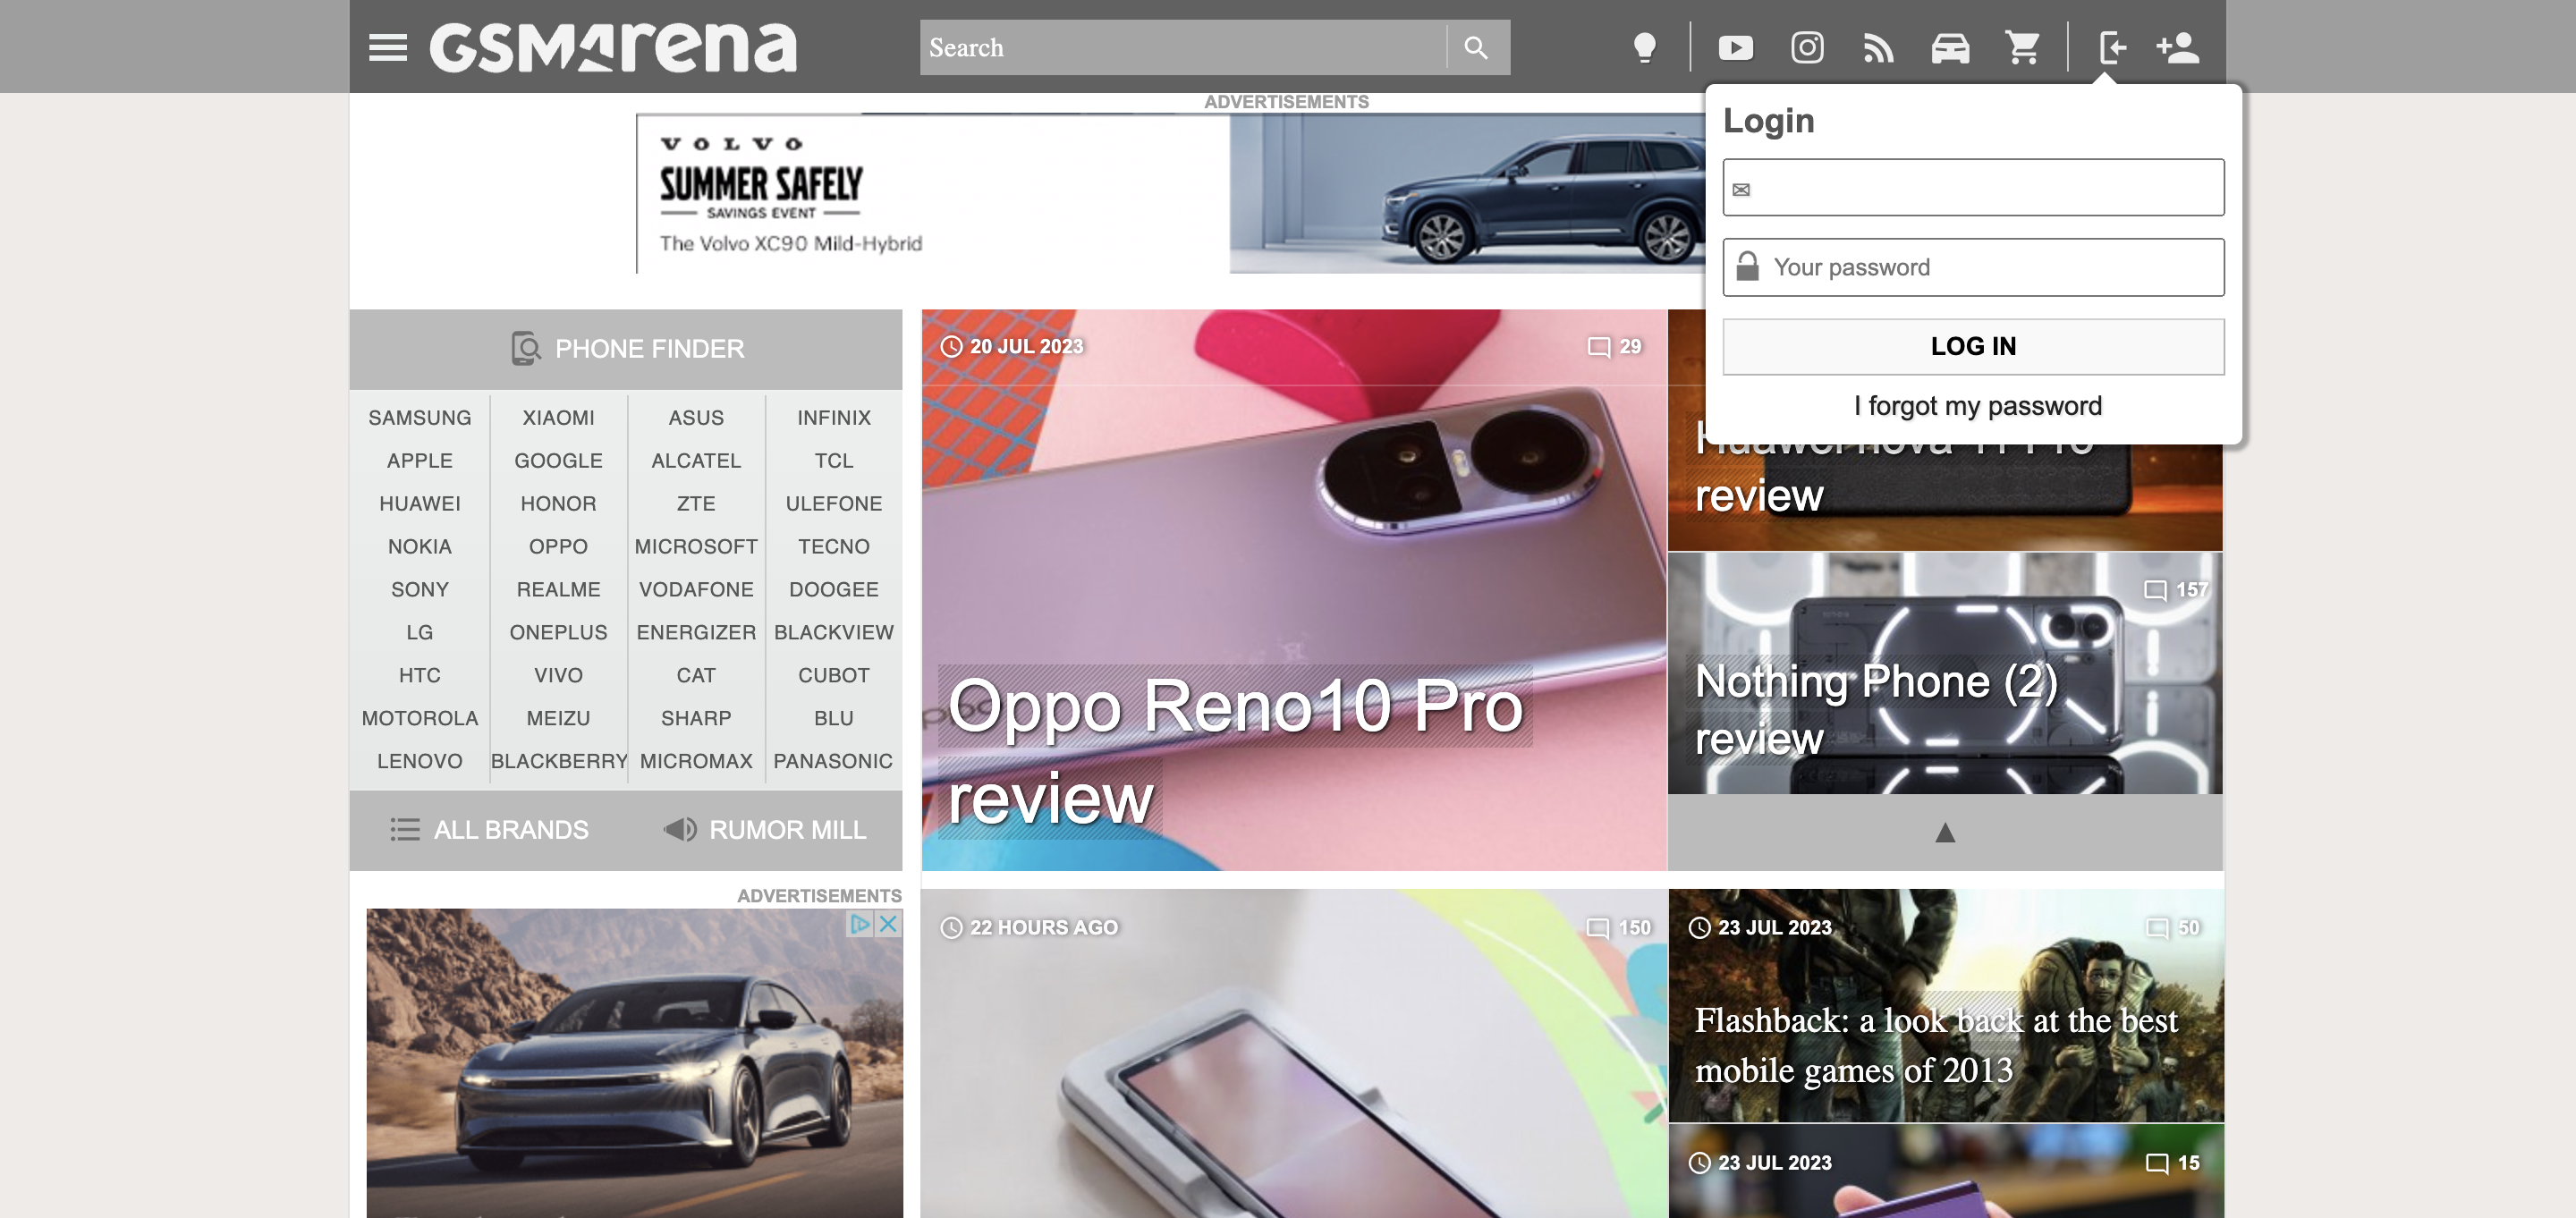 GSMArena
Search
ADVERTISEMENTS
VOLVO
SUMMER SAFELY
SAVINGS EVENT
The Volvo XC90 Mild-Hybrid
Login
Your password
LOG IN
I forgot my password
PHONE FINDER
SAMSUNG XIAOMI ASUS INFINIX
APPLE GOOGLE ALCATEL TCL
HUAWEI HONOR ZTE ULEFONE
NOKIA OPPO MICROSOFT TECNO
SONY REALME VODAFONE DOOGEE
LG ONEPLUS ENERGIZER BLACKVIEW
HTC VIVO CAT CUBOT
MOTOROLA MEIZU SHARP BLU
LENOVO BLACKBERRY MICROMAX PANASONIC
ALL BRANDS RUMOR MILL
20 JUL 2023 29
Oppo Reno10 Pro
review
Huawei nova 11 Pro
review
157
Nothing Phone (2)
review
ADVERTISEMENTS
22 HOURS AGO 150
23 JUL 2023 50
Flashback: a look back at the best
mobile games of 2013
23 JUL 2023 15